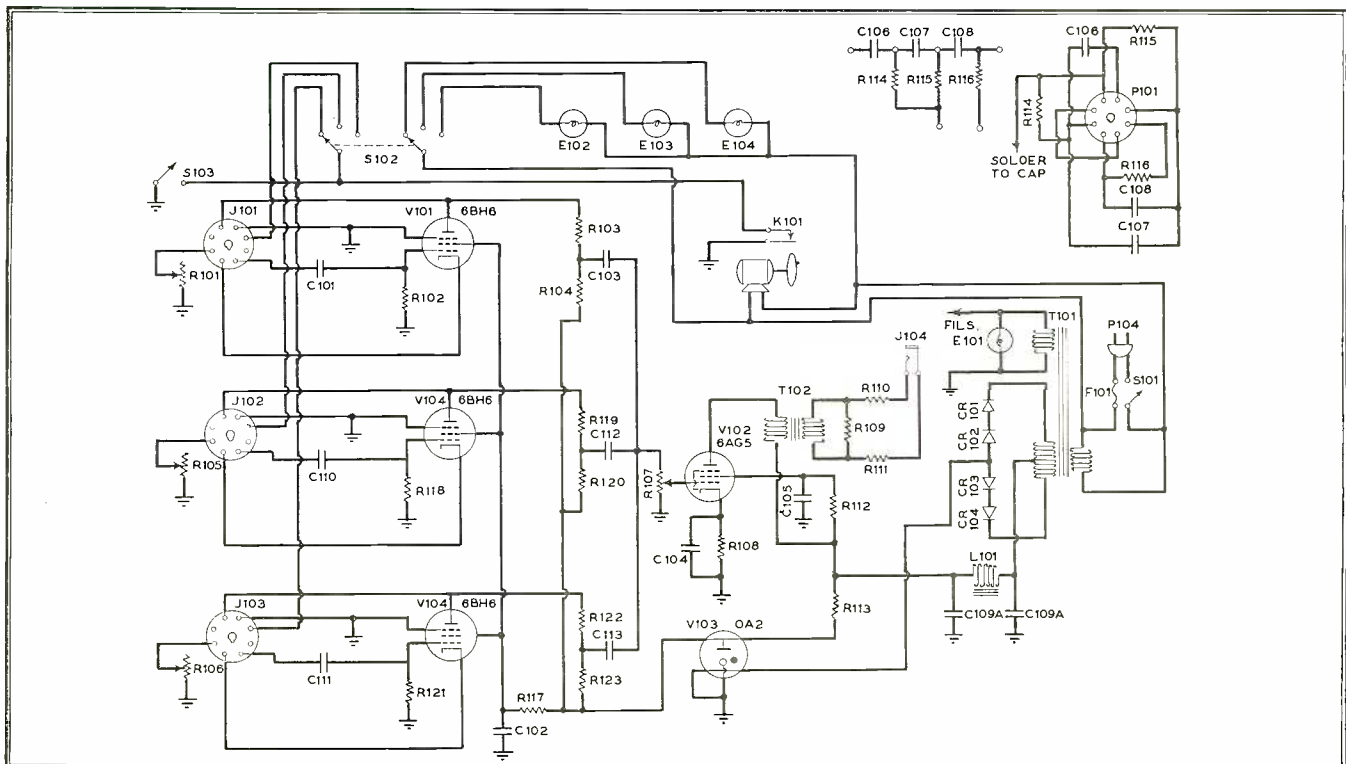 C106 C107 C108
R114 R115 R116
C106
R115
P101
R114
SOLDER
TO CAP
R116
C108
C107
E102 E103 E104
S102
S103
J101
V101 6BH6
R101
C101
R102
R103
C103
R104
K101
FILS.
E101
T101
P104
F101
S101
J104
T102
R110
R109
R111
CR
101
CR
102
CR
103
CR
104
J102
V104 6BH6
R105
C110
R118
R119
C112
R120
R107
V102
6AG5
C105
R112
C104
R108
L101
C109A
C109A
J103
V104 6BH6
R106
C111
R121
R122
C113
R123
R117
C102
V103 OA2
R113